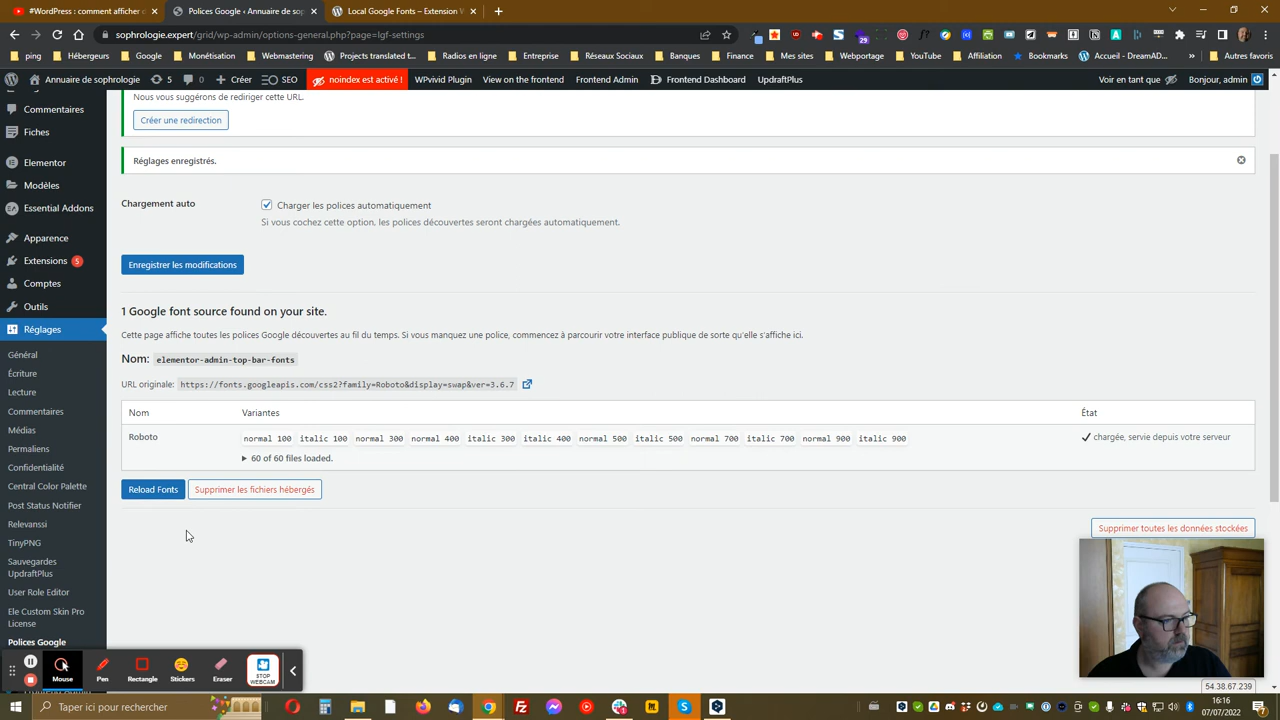 #WordPress : comment afficher
Polices Google ‹ Annuaire de sop
Local Google Fonts – Extension W
sophrologie.expert/grid/wp-admin/options-general.php?page=lgf-settings
ping
Hébergeurs
Google
Monétisation
Webmastering
Projects translated t...
Radios en ligne
Entreprise
Réseaux Sociaux
Banques
Finance
Mes sites
Webportage
YouTube
Affiliation
Bookmarks
Accueil – DreamAD...
Autres favoris
Annuaire de sophrologie
5
0
Créer
SEO
noindex est activé !
WPvivid Plugin
View on the frontend
Frontend Admin
Frontend Dashboard
UpdraftPlus
Voir en tant que
Bonjour, admin
Commentaires
Fiches
Elementor
Modèles
Essential Addons
Apparence
Extensions 5
Comptes
Outils
Réglages
Général
Écriture
Lecture
Commentaires
Médias
Permaliens
Confidentialité
Central Color Palette
Post Status Notifier
Relevanssi
TinyPNG
Sauvegardes
UpdraftPlus
User Role Editor
Ele Custom Skin Pro
License
Polices Google
Nous vous suggérons de rediriger cette URL.
Créer une redirection
Réglages enregistrés.
Chargement auto
Charger les polices automatiquement
Si vous cochez cette option, les polices découvertes seront chargées automatiquement.
Enregistrer les modifications
1 Google font source found on your site.
Cette page affiche toutes les polices Google découvertes au fil du temps. Si vous manquez une police, commencez à parcourir votre interface publique de sorte qu'elle s'affiche ici.
Nom: elementor-admin-top-bar-fonts
URL originale: https://fonts.googleapis.com/css2?family=Roboto&display=swap&ver=3.6.7
Nom Variantes État
Roboto normal 100 italic 100 normal 300 normal 400 italic 300 italic 400 normal 500 italic 500 normal 700 italic 700 normal 900 italic 900 chargée, servie depuis votre serveur
60 of 60 files loaded.
Reload Fonts
Supprimer les fichiers hébergés
Supprimer toutes les données stockées
Mouse
Pen
Rectangle
Stickers
Eraser
STOP
WEBCAM
54.38.67.239
Taper ici pour rechercher
16:16
07/07/2022